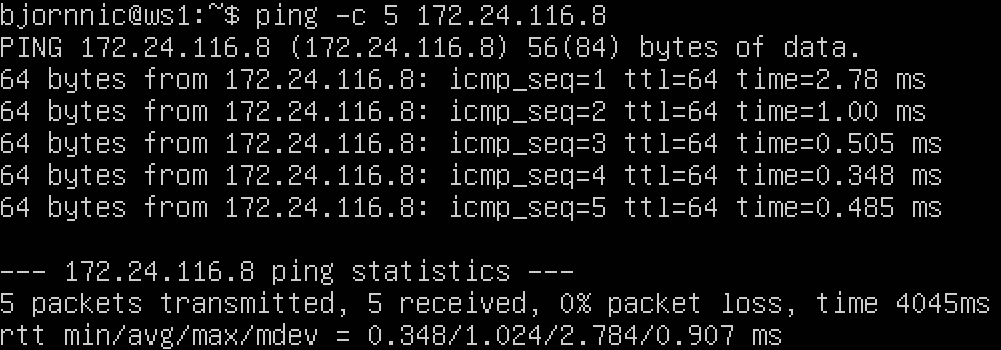 bjornnic@ws1:~$ ping -c 5 172.24.116.8
PING 172.24.116.8 (172.24.116.8) 56(84) bytes of data.
64 bytes from 172.24.116.8: icmp_seq=1 ttl=64 time=2.78 ms
64 bytes from 172.24.116.8: icmp_seq=2 ttl=64 time=1.00 ms
64 bytes from 172.24.116.8: icmp_seq=3 ttl=64 time=0.505 ms
64 bytes from 172.24.116.8: icmp_seq=4 ttl=64 time=0.348 ms
64 bytes from 172.24.116.8: icmp_seq=5 ttl=64 time=0.485 ms
--- 172.24.116.8 ping statistics ---
5 packets transmitted, 5 received, 0% packet loss, time 4045ms
rtt min/avg/max/mdev = 0.348/1.024/2.784/0.907 ms